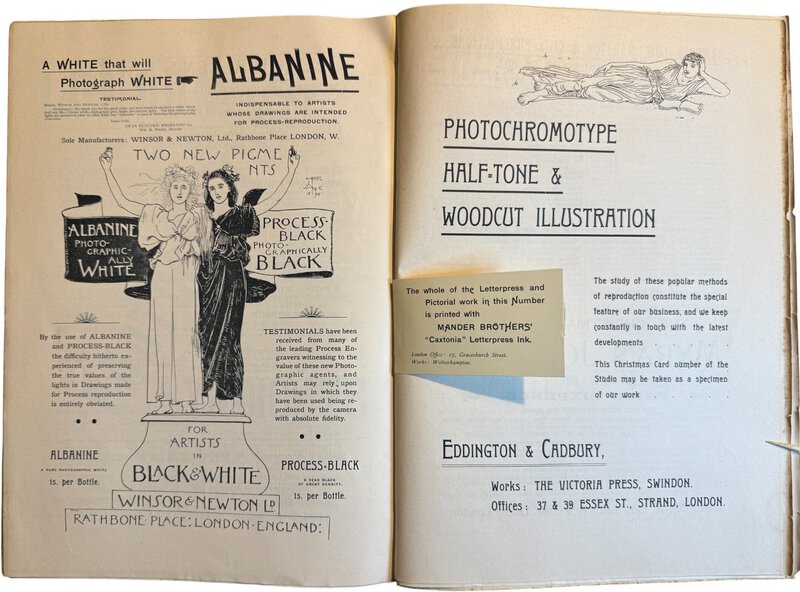 A WHITE that will
Photograph WHITE
ALBANINE
TESTIMONIAL.
INDISPENSABLE TO ARTISTS
WHOSE DRAWINGS ARE INTENDED
FOR PROCESS-REPRODUCTION.
Sole Manufacturers: WINSOR & NEWTON, Ltd., Rathbone Place LONDON, W.
TWO NEW PIGME
NTS
ALBANINE
PHOTO-
GRAPHIC-
ALLY
WHITE
PROCESS-
BLACK
PHOTO-
GRAPHICALLY
BLACK
By the use of ALBANINE
and PROCESS-BLACK
the difficulty hitherto exp-
erienced of preserving
the true values of the
lights in Drawings made
for Process reproduction
is entirely obviated.
TESTIMONIALS have been
received from many of
the leading Process En-
gravers witnessing to the
value of these new Photo-
graphic agents, and
Artists may rely upon
Drawings in which they
have been used being re-
produced by the camera
with absolute fidelity.
ALBANINE
A PURE PHOTOGRAPHIC WHITE
1s. per Bottle.
PROCESS-BLACK
A DEAD BLACK
OF GREAT DENSITY.
1s. per Bottle.
FOR
ARTISTS
IN
BLACK & WHITE
WINSOR & NEWTON LD
RATHBONE·PLACE: LONDON·ENGLAND:
PHOTOCHROMOTYPE
HALF-TONE &
WOODCUT ILLUSTRATION
The whole of the Letterpress and
Pictorial work in this Number
is printed with
MANDER BROTHERS'
"Caxtonia" Letterpress Ink.
London Office: 17, Gracechurch Street.
Works: Wolverhampton.
The study of these popular methods
of reproduction constitute the special
feature of our business, and we keep
constantly in touch with the latest
developments . . . . .
This Christmas Card number of the
Studio may be taken as a specimen
of our work . . . .
EDDINGTON & CADBURY,
Works: THE VICTORIA PRESS, SWINDON.
Offices: 37 & 39 ESSEX ST., STRAND, LONDON.